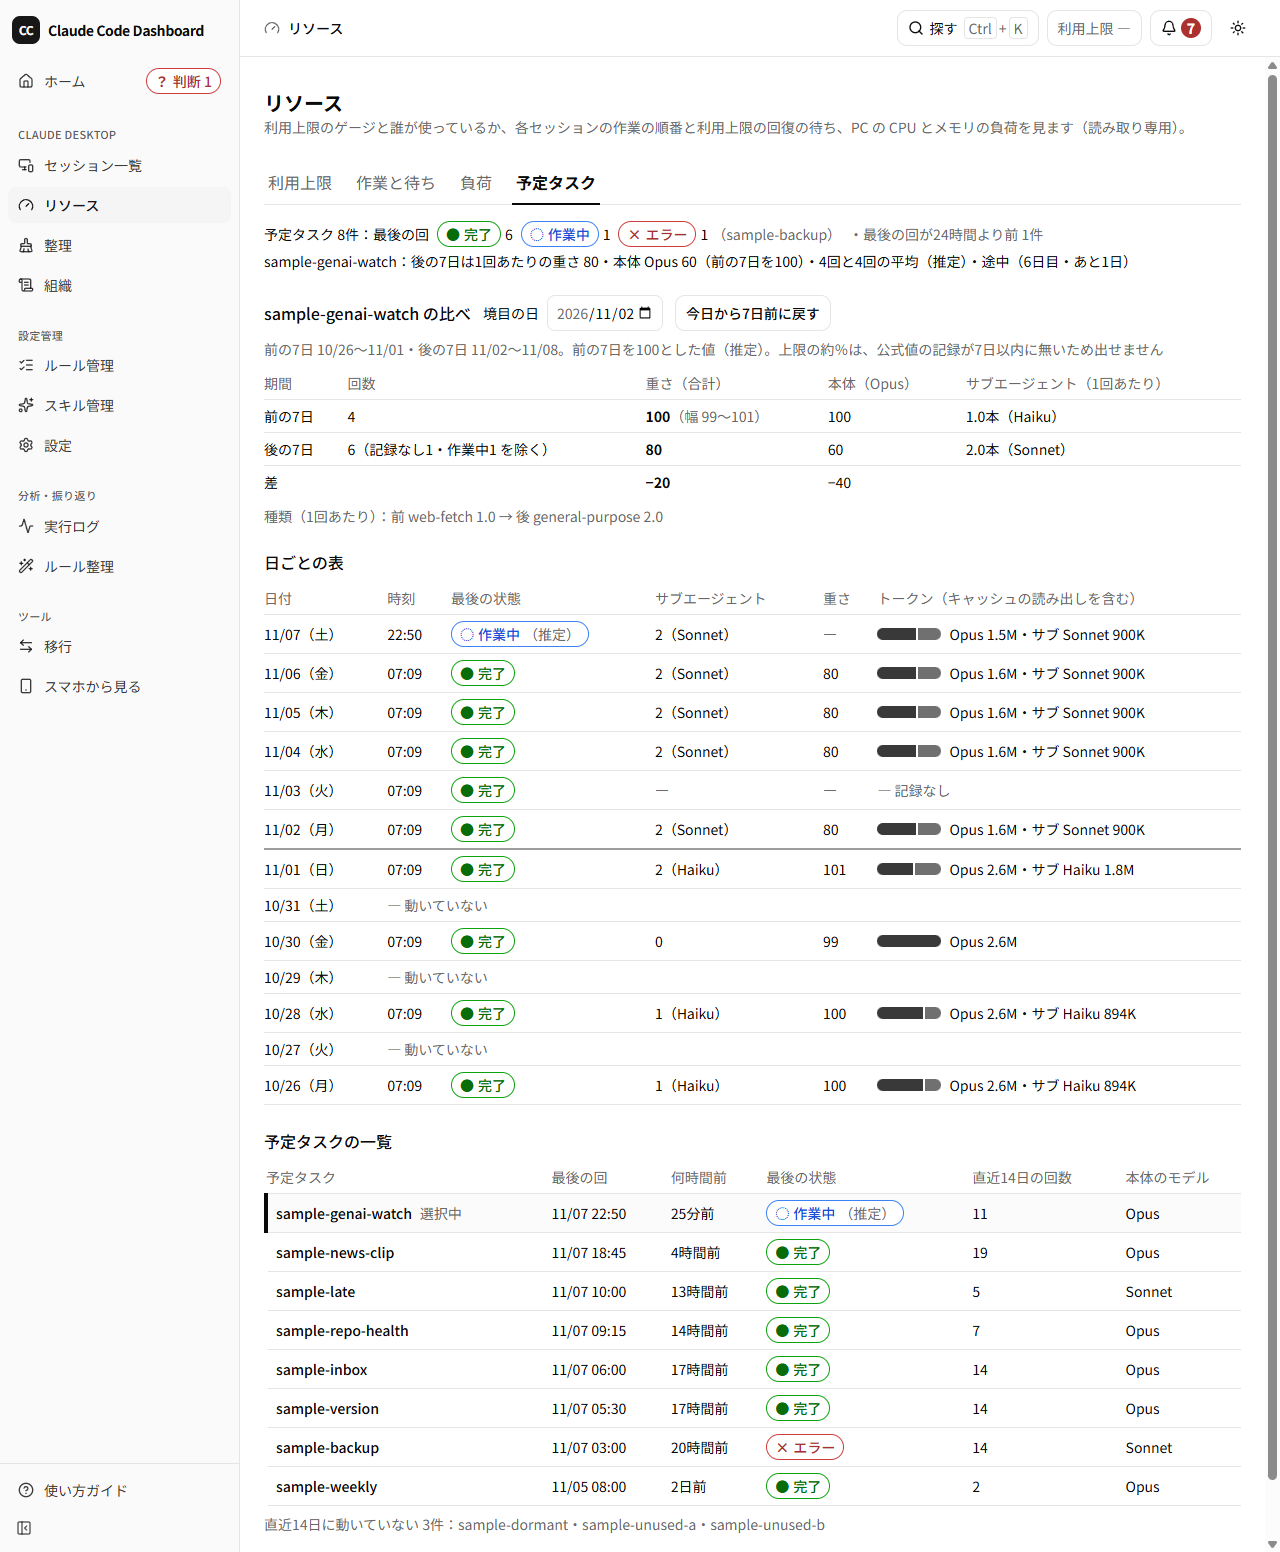 CC Claude Code Dashboard
ホーム ? 判断 1
CLAUDE DESKTOP
セッション一覧
リソース
整理
組織
設定管理
ルール管理
スキル管理
設定
分析・振り返り
実行ログ
ルール整理
ツール
移行
スマホから見る
使い方ガイド
リソース
探す Ctrl + K
利用上限 —
7
リソース
利用上限のゲージと誰が使っているか、各セッションの作業の順番と利用上限の回復の待ち、PC の CPU とメモリの負荷を見ます（読み取り専用）。
利用上限 作業と待ち 負荷 予定タスク
予定タスク 8件：最後の回 完了 6 作業中 1 × エラー 1 （sample-backup） ・最後の回が24時間より前 1件
sample-genai-watch：後の7日は1回あたりの重さ 80・本体 Opus 60（前の7日を100）・4回と4回の平均（推定）・途中（6日目・あと1日）
sample-genai-watch の比べ 境目の日 2026/11/02 今日から7日前に戻す
前の7日 10/26〜11/01・後の7日 11/02〜11/08。前の7日を100とした値（推定）。上限の約%は、公式値の記録が7日以内に無いため出せません
期間 回数 重さ（合計） 本体（Opus） サブエージェント（1回あたり）
前の7日 4 100（幅 99〜101） 100 1.0本（Haiku）
後の7日 6（記録なし1・作業中1 を除く） 80 60 2.0本（Sonnet）
差 −20 −40
種類（1回あたり）：前 web-fetch 1.0 → 後 general-purpose 2.0
日ごとの表
日付 時刻 最後の状態 サブエージェント 重さ トークン（キャッシュの読み出しを含む）
11/07（土） 22:50 作業中（推定） 2（Sonnet） — Opus 1.5M・サブ Sonnet 900K
11/06（金） 07:09 完了 2（Sonnet） 80 Opus 1.6M・サブ Sonnet 900K
11/05（木） 07:09 完了 2（Sonnet） 80 Opus 1.6M・サブ Sonnet 900K
11/04（水） 07:09 完了 2（Sonnet） 80 Opus 1.6M・サブ Sonnet 900K
11/03（火） 07:09 完了 — — — 記録なし
11/02（月） 07:09 完了 2（Sonnet） 80 Opus 1.6M・サブ Sonnet 900K
11/01（日） 07:09 完了 2（Haiku） 101 Opus 2.6M・サブ Haiku 1.8M
10/31（土） — 動いていない
10/30（金） 07:09 完了 0 99 Opus 2.6M
10/29（木） — 動いていない
10/28（水） 07:09 完了 1（Haiku） 100 Opus 2.6M・サブ Haiku 894K
10/27（火） — 動いていない
10/26（月） 07:09 完了 1（Haiku） 100 Opus 2.6M・サブ Haiku 894K
予定タスクの一覧
予定タスク 最後の回 何時間前 最後の状態 直近14日の回数 本体のモデル
sample-genai-watch 選択中 11/07 22:50 25分前 作業中（推定） 11 Opus
sample-news-clip 11/07 18:45 4時間前 完了 19 Opus
sample-late 11/07 10:00 13時間前 完了 5 Sonnet
sample-repo-health 11/07 09:15 14時間前 完了 7 Opus
sample-inbox 11/07 06:00 17時間前 完了 14 Opus
sample-version 11/07 05:30 17時間前 完了 14 Opus
sample-backup 11/07 03:00 20時間前 × エラー 14 Sonnet
sample-weekly 11/05 08:00 2日前 完了 2 Opus
直近14日に動いていない 3件：sample-dormant・sample-unused-a・sample-unused-b